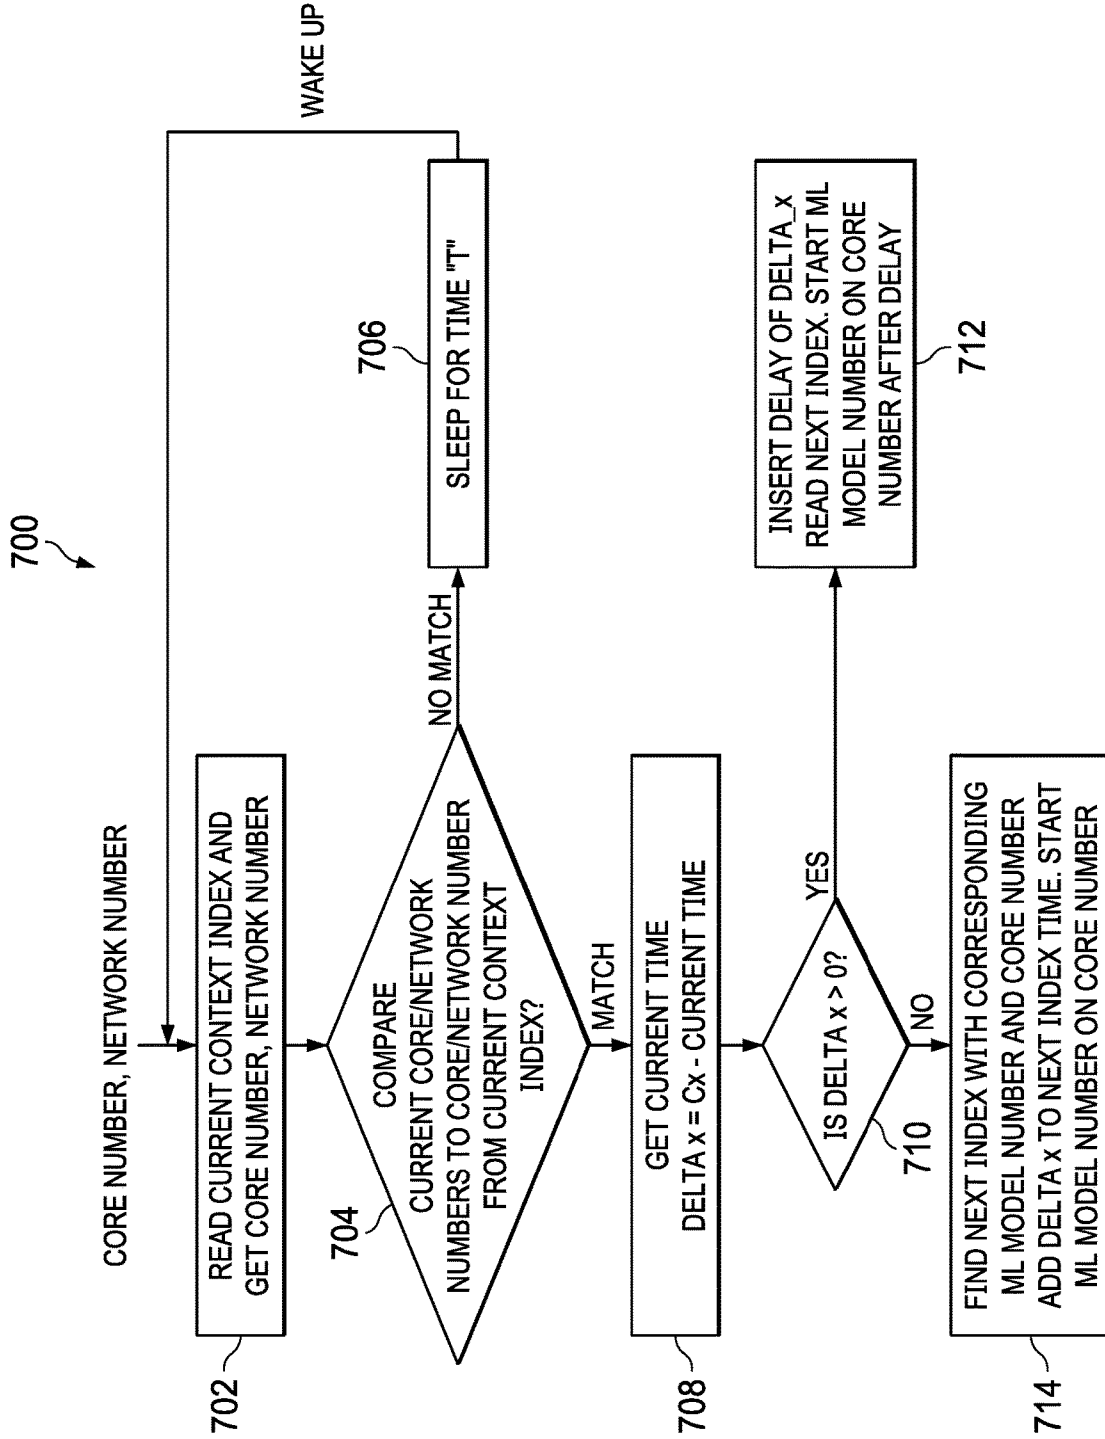 700
CORE NUMBER, NETWORK NUMBER
WAKE UP
READ CURRENT CONTEXT INDEX AND
GET CORE NUMBER, NETWORK NUMBER
702
COMPARE
CURRENT CORE/NETWORK
NUMBERS TO CORE/NETWORK NUMBER
FROM CURRENT CONTEXT
INDEX?
704
NO MATCH
SLEEP FOR TIME "T"
706
MATCH
GET CURRENT TIME
DELTA x = Cx - CURRENT TIME
708
IS DELTA x > 0?
710
YES
INSERT DELAY OF DELTA_x
READ NEXT INDEX. START ML
MODEL NUMBER ON CORE
NUMBER AFTER DELAY
712
NO
FIND NEXT INDEX WITH CORRESPONDING
ML MODEL NUMBER AND CORE NUMBER
ADD DELTA x TO NEXT INDEX TIME. START
ML MODEL NUMBER ON CORE NUMBER
714